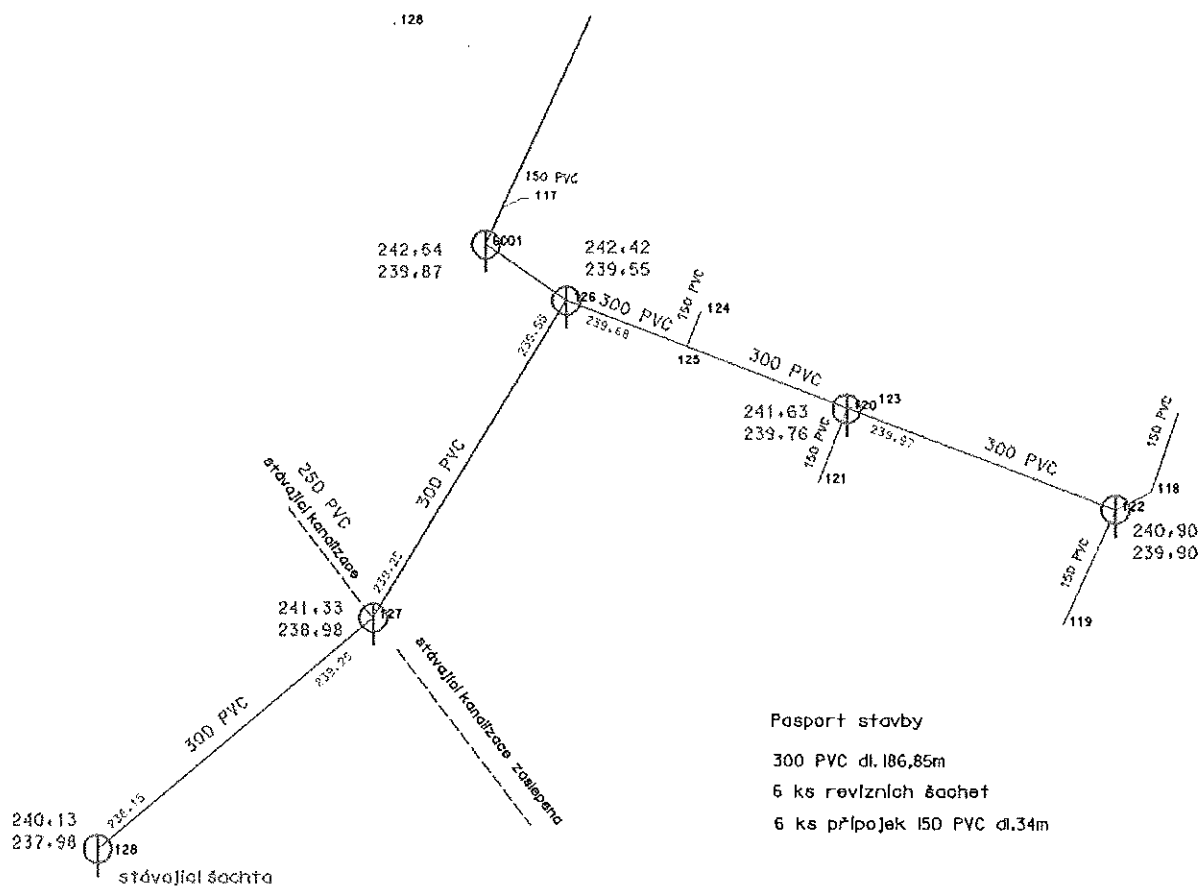 .128
150 PVC
117
6001
242.64
239.87
242.42
239.55
126
300 PVC
239.68
150 PVC
124
125
300 PVC
239.55
300 PVC
241.63
239.76
120
123
239.97
150 PVC
121
300 PVC
150 PVC
118
122
240.90
239.90
150 PVC
119
250 PVC
stávající kanalizace
239.25
241.33
238.98
127
239.25
stávající kanalizace zaslepena
300 PVC
238.15
240.13
237.98
128
stávající šachta
Pasport stavby
300 PVC dl. 186,85m
6 ks revizních šachet
6 ks přípojek 150 PVC dl.34m